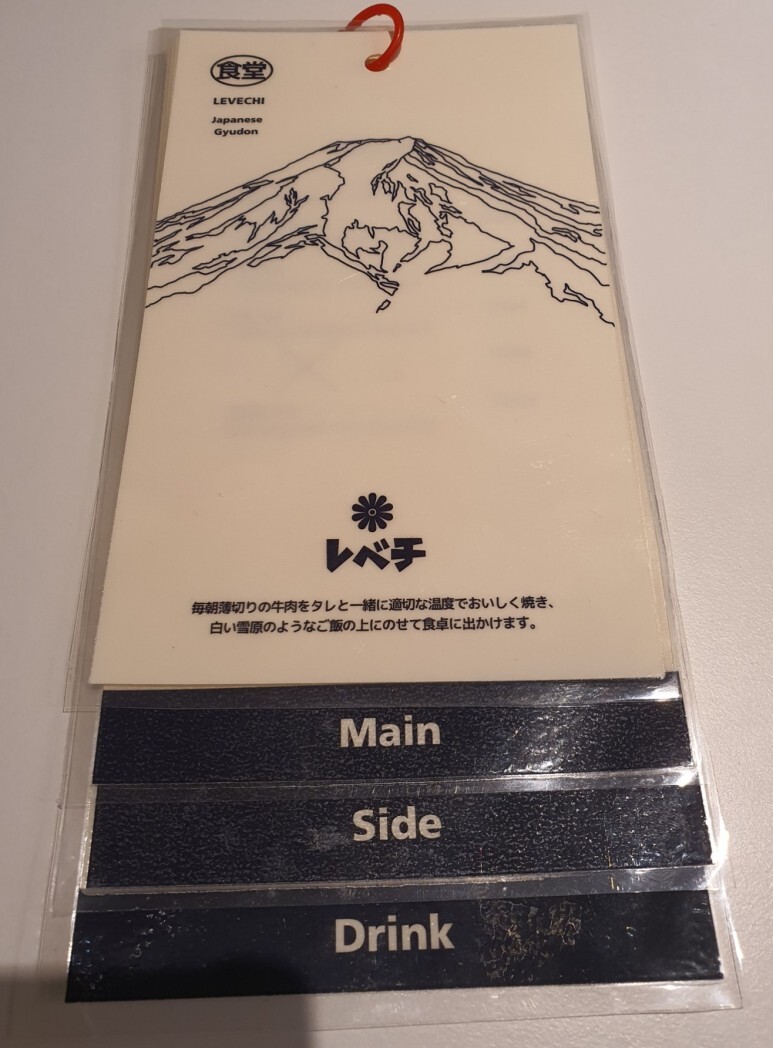 食堂
LEVECHI
Japanese
Gyudon
レベチ
毎朝薄切りの牛肉をタレと一緒に適切な温度でおいしく焼き、
白い雪原のようなご飯の上にのせて食卓に出かけます。
Main
Side
Drink